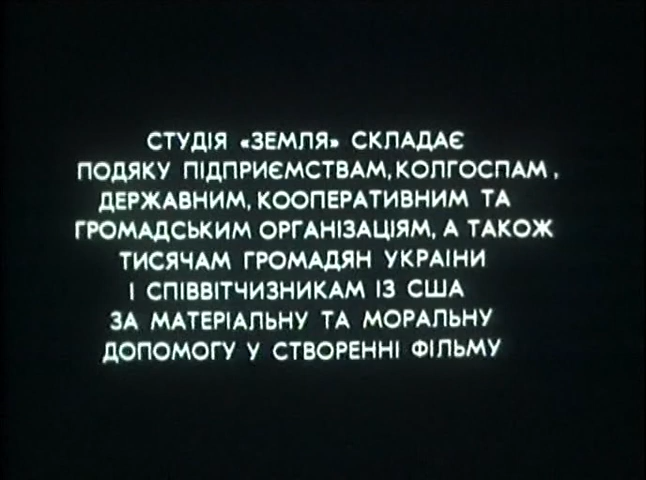 СТУДІЯ «ЗЕМЛЯ» СКЛАДАЄ
ПОДЯКУ ПІДПРИЄМСТВАМ, КОЛГОСПАМ,
ДЕРЖАВНИМ, КООПЕРАТИВНИМ ТА
ГРОМАДСЬКИМ ОРГАНІЗАЦІЯМ, А ТАКОЖ
ТИСЯЧАМ ГРОМАДЯН УКРАІНИ
І СПІВВІТЧИЗНИКАМ ІЗ США
ЗА МАТЕРІАЛЬНУ ТА МОРАЛЬНУ
ДОПОМОГУ У СТВОРЕННІ ФІЛЬМУ